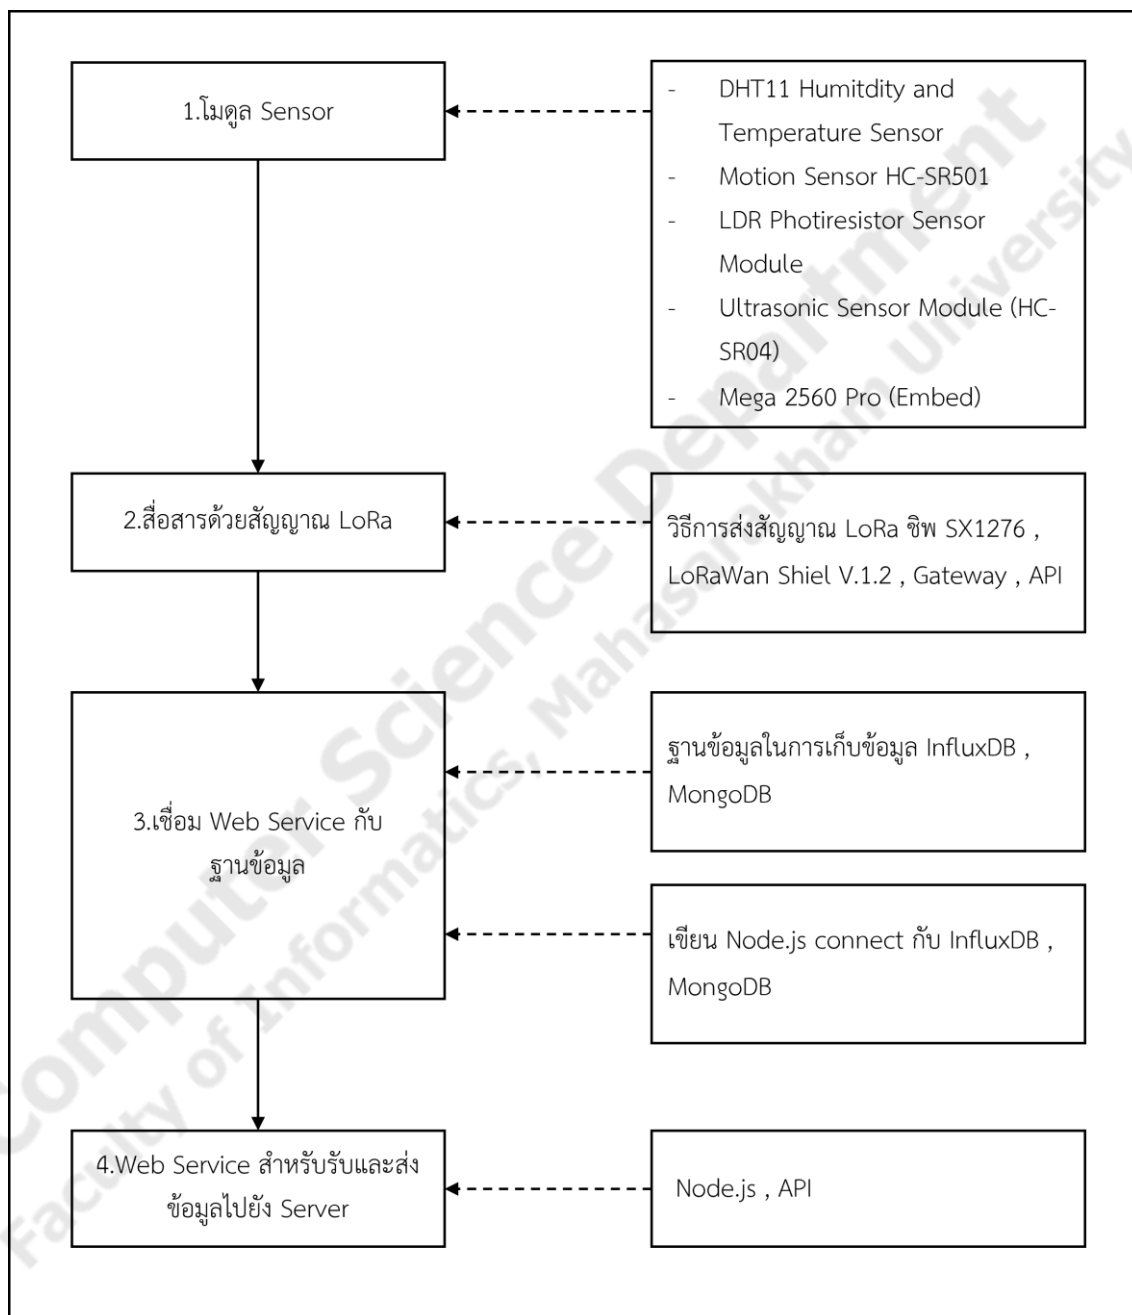 1.โมดูล Sensor
- DHT11 Humitdity and
Temperature Sensor
- Motion Sensor HC-SR501
- LDR Photiresistor Sensor
Module
- Ultrasonic Sensor Module (HC-
SR04)
- Mega 2560 Pro (Embed)
2.สื่อสารด้วยสัญญาณ LoRa
วิธีการส่งสัญญาณ LoRa ชิพ SX1276 ,
LoRaWan Shiel V.1.2 , Gateway , API
3.เชื่อม Web Service กับ
ฐานข้อมูล
ฐานข้อมูลในการเก็บข้อมูล InfluxDB ,
MongoDB
เขียน Node.js connect กับ InfluxDB ,
MongoDB
4.Web Service สำหรับรับและส่ง
ข้อมูลไปยัง Server
Node.js , API
Computer Science Department
Faculty of Informatics, Mahasarakham University